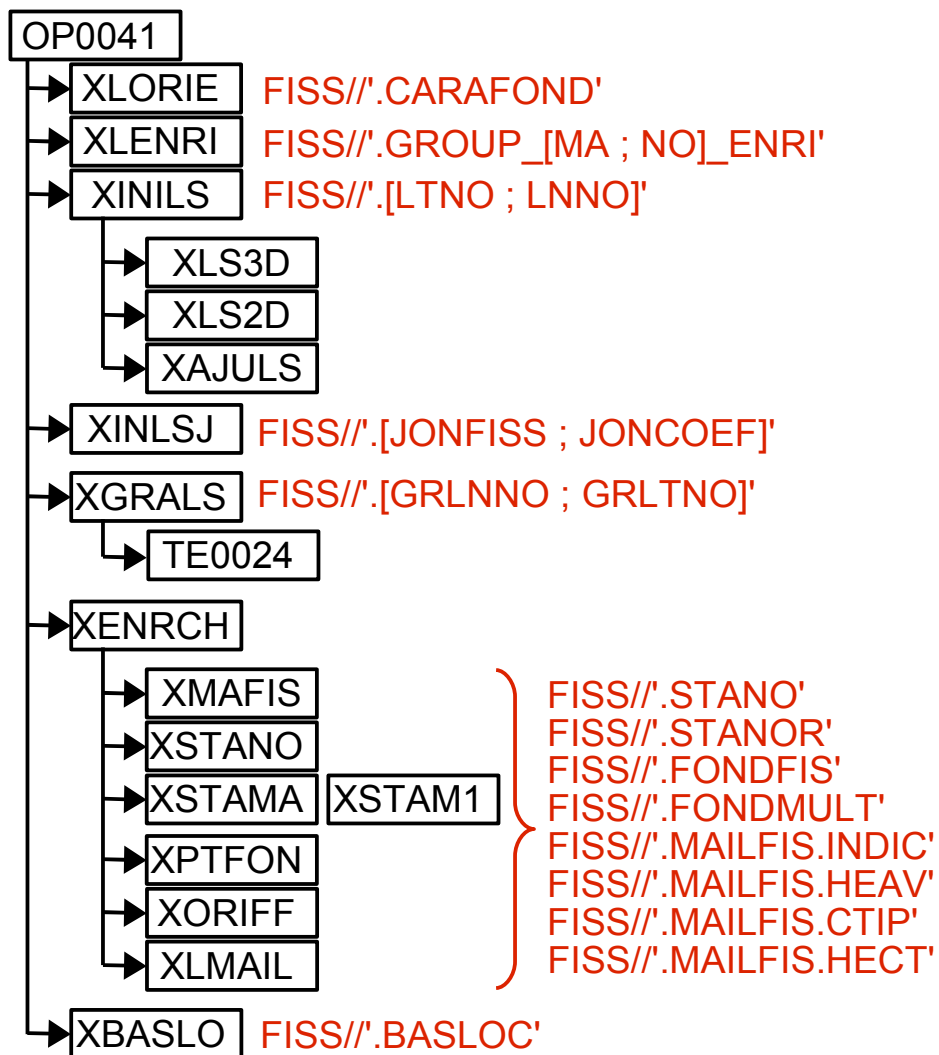 OP0041
XLORIE FISS//'.CARAFOND'
XLENRI FISS//'.GROUP_[MA ; NO]_ENRI'
XINILS FISS//'.[LTNO ; LNNO]'
XLS3D
XLS2D
XAJULS
XINLSJ FISS//'.[JONFISS ; JONCOEF]'
XGRALS FISS//'.[GRLNNO ; GRLTNO]'
TE0024
XENRCH
XMAFIS
XSTANO
XSTAMA XSTAM1
XPTFON
XORIFF
XLMAIL
FISS//'.STANO'
FISS//'.STANOR'
FISS//'.FONDFIS'
FISS//'.FONDMULT'
FISS//'.MAILFIS.INDIC'
FISS//'.MAILFIS.HEAV'
FISS//'.MAILFIS.CTIP'
FISS//'.MAILFIS.HECT'
XBASLO FISS//'.BASLOC'